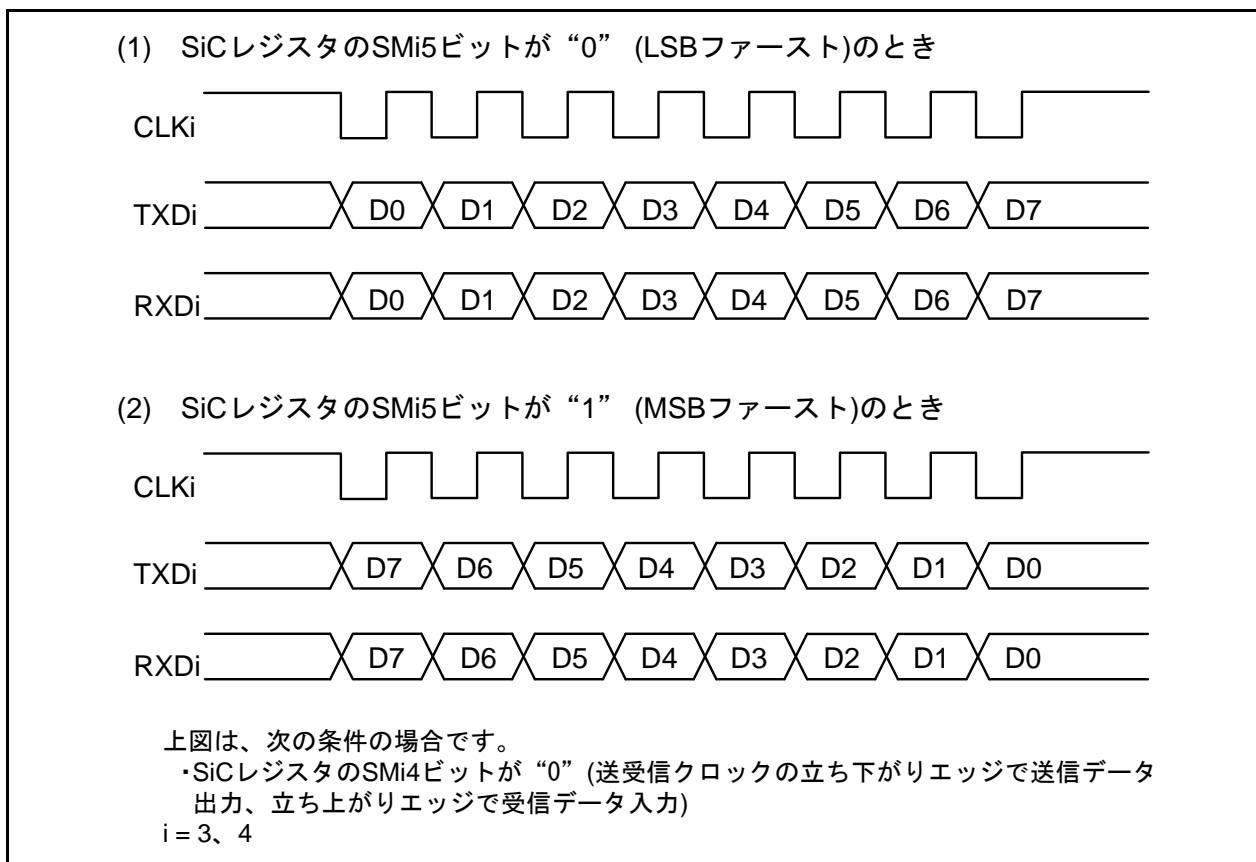 (1) SiCレジスタのSMi5ビットが“0” (LSBファースト)のとき
CLKi
TXDi D0 D1 D2 D3 D4 D5 D6 D7
RXDi D0 D1 D2 D3 D4 D5 D6 D7
(2) SiCレジスタのSMi5ビットが“1” (MSBファースト)のとき
CLKi
TXDi D7 D6 D5 D4 D3 D2 D1 D0
RXDi D7 D6 D5 D4 D3 D2 D1 D0
上図は、次の条件の場合です。
・SiCレジスタのSMi4ビットが“0”(送受信クロックの立ち下がりエッジで送信データ
出力、立ち上がりエッジで受信データ入力)
i = 3、4